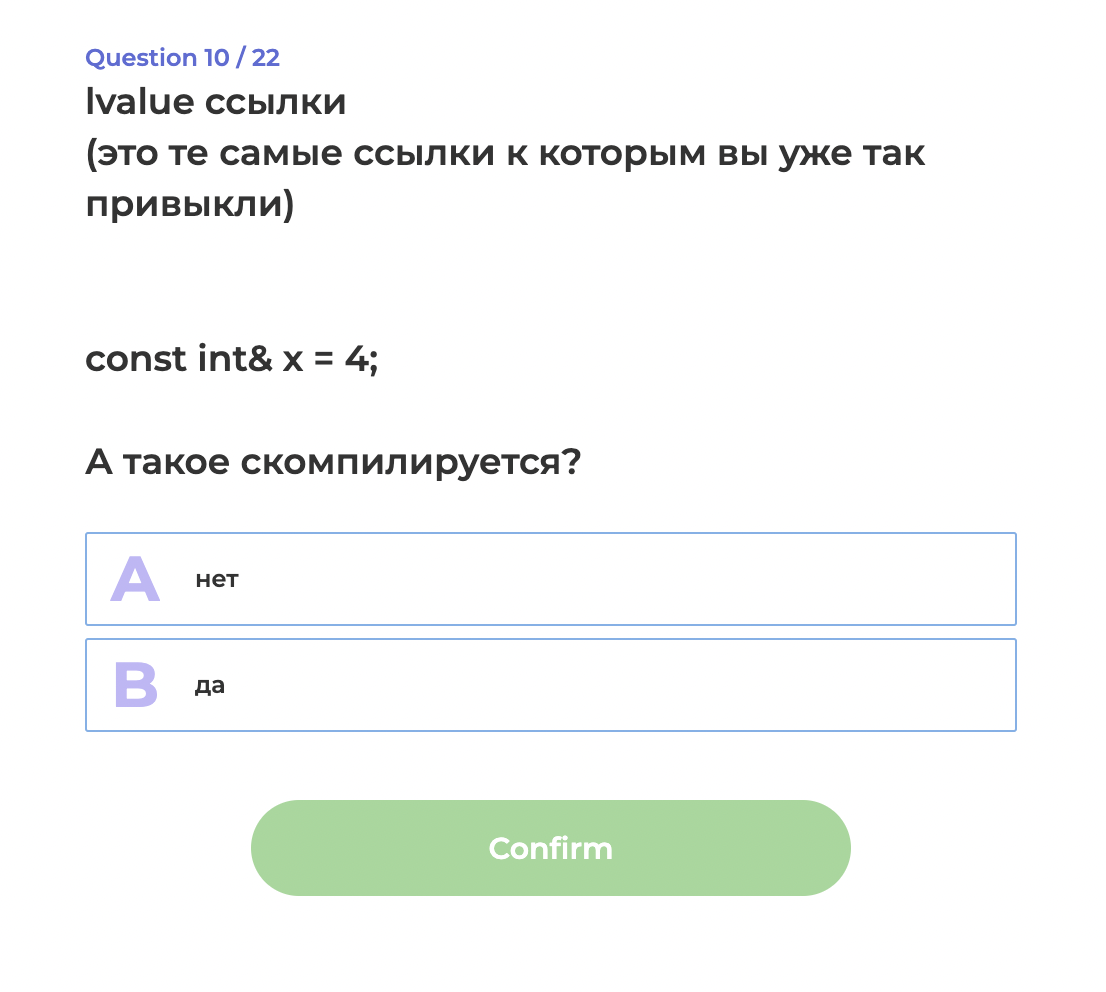 Question 10 / 22
lvalue ссылки
(это те самые ссылки к которым вы уже так
привыкли)
const int& x = 4;
А такое скомпилируется?
A нет
B да
Confirm